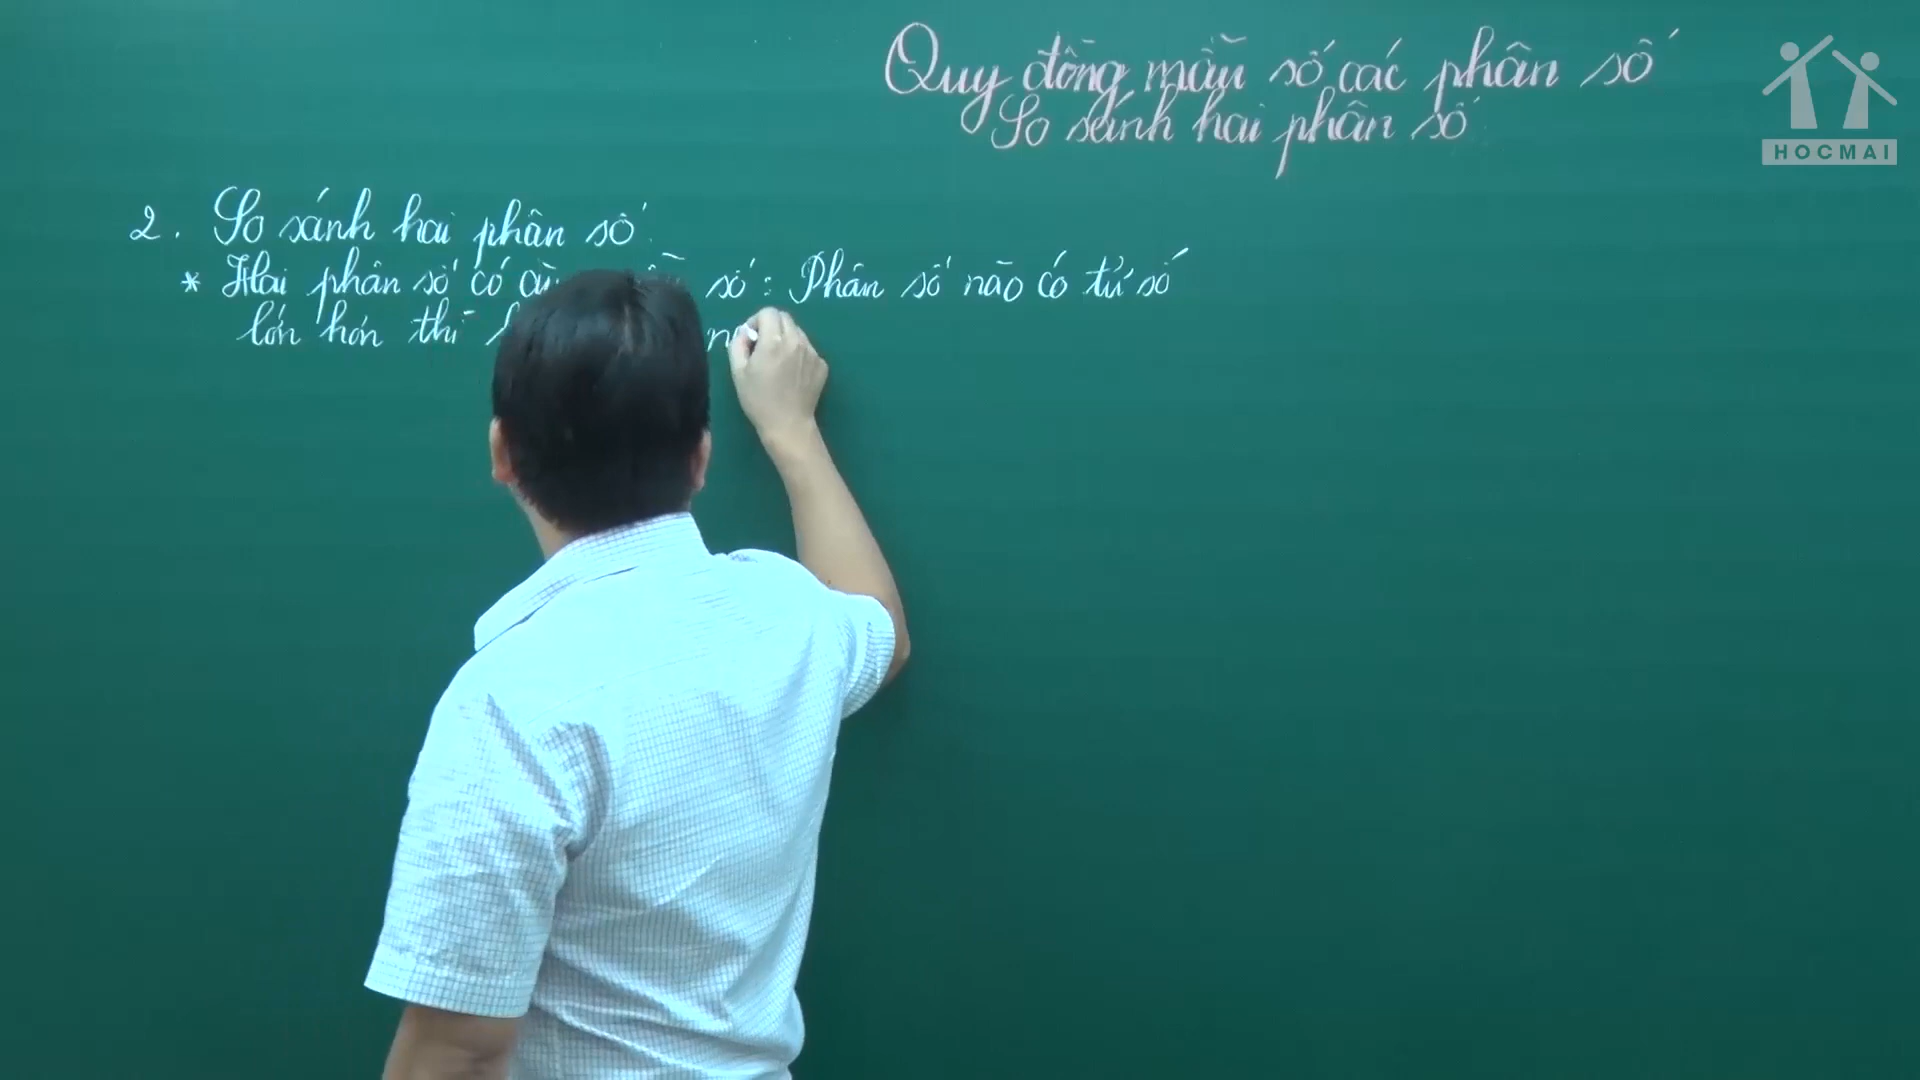 Quy đồng mẫu số các phân số
So sánh hai phân số
HOCMAI
2. So sánh hai phân số
* Hai phân số có số : Phân số nào có tử số
lớn hơn thì